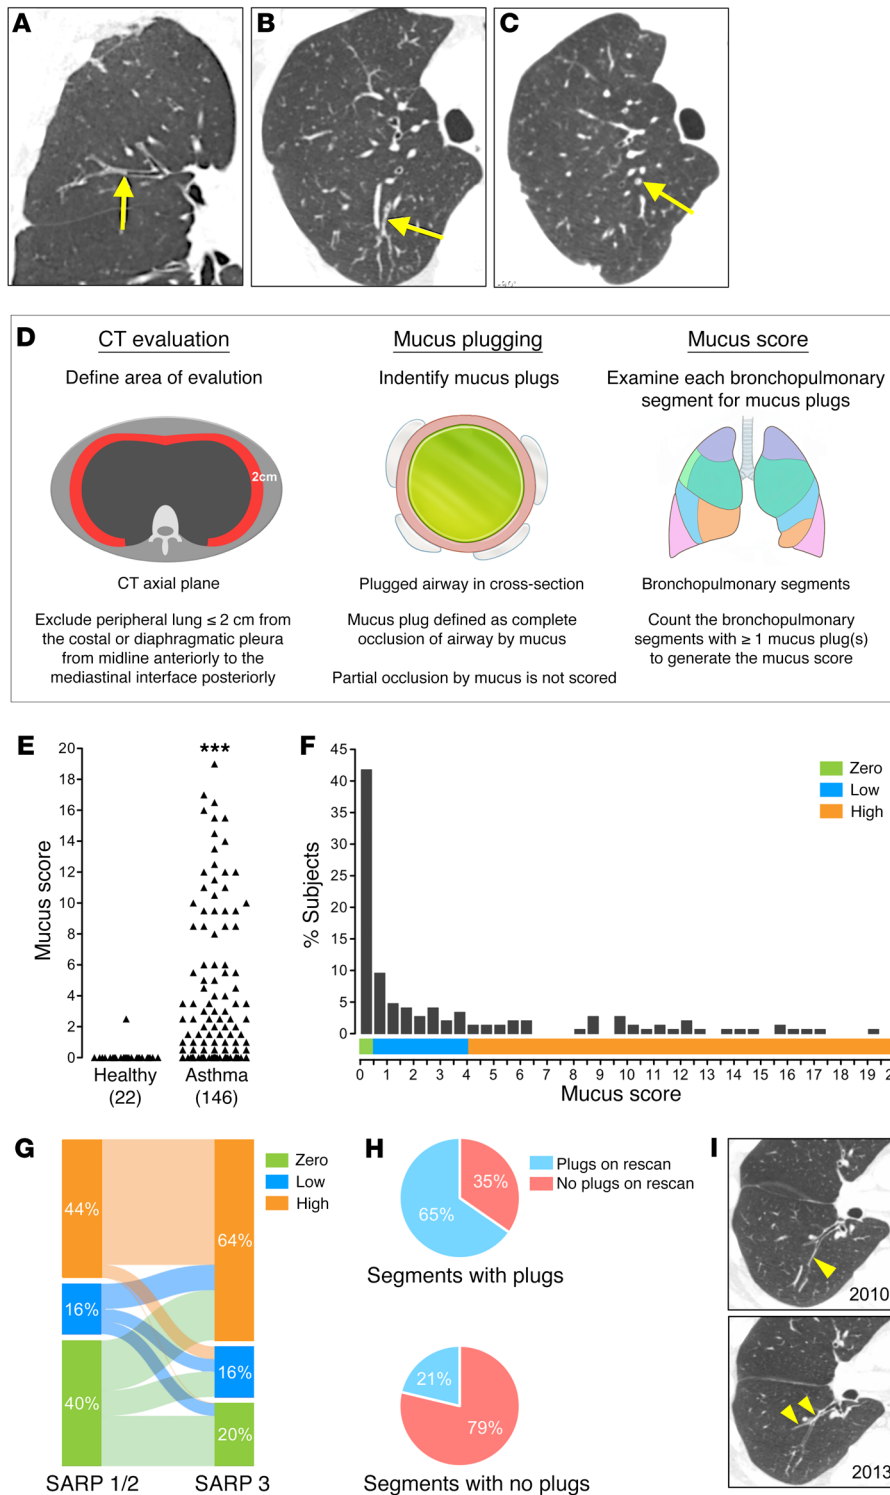 A
B
C
D
CT evaluation
Define area of evalution
2cm
CT axial plane
Exclude peripheral lung ≤ 2 cm from
the costal or diaphragmatic pleura
from midline anteriorly to the
mediastinal interface posteriorly
Mucus plugging
Indentify mucus plugs
Plugged airway in cross-section
Mucus plug defined as complete
occlusion of airway by mucus
Partial occlusion by mucus is not scored
Mucus score
Examine each bronchopulmonary
segment for mucus plugs
Bronchopulmonary segments
Count the bronchopulmonary
segments with ≥ 1 mucus plug(s)
to generate the mucus score
E
Mucus score
20
18
16
14
12
10
8
6
4
2
0
***
Healthy
(22)
Asthma
(146)
F
% Subjects
45
40
35
30
25
20
15
10
5
0
Zero
Low
High
0 1 2 3 4 5 6 7 8 9 10 11 12 13 14 15 16 17 18 19 2
Mucus score
G
44%
16%
40%
64%
16%
20%
SARP 1/2 SARP 3
Zero
Low
High
H
35%
65%
Plugs on rescan
No plugs on rescan
Segments with plugs
21%
79%
Segments with no plugs
I
2010
2013